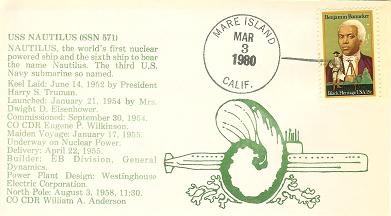 USS NAUTILUS (SSN 571)
NAUTILUS, the world's first nuclear
powered ship and the sixth ship to bear
the name Nautilus. The third U.S.
Navy submarine so named.
Keel Laid: June 14, 1952 by President
Harry S. Truman.
Launched: January 21, 1954 by Mrs.
Dwight D. Eisenhower.
Commissioned: September 30, 1954.
CO CDR Eugene P. Wilkinson.
Maiden Voyage: January 17, 1955.
Underway on Nuclear Power.
Delivery: April 22, 1955.
Builder: EB Division, General
Dynamics.
Power Plant Design: Westinghouse
Electric Corporation.
North Pole: August 3, 1958, 11:30.
CO CDR William A. Anderson
MARE ISLAND
MAR
3
1980
CALIF.
Benjamin Banneker
Black Heritage USA 15c